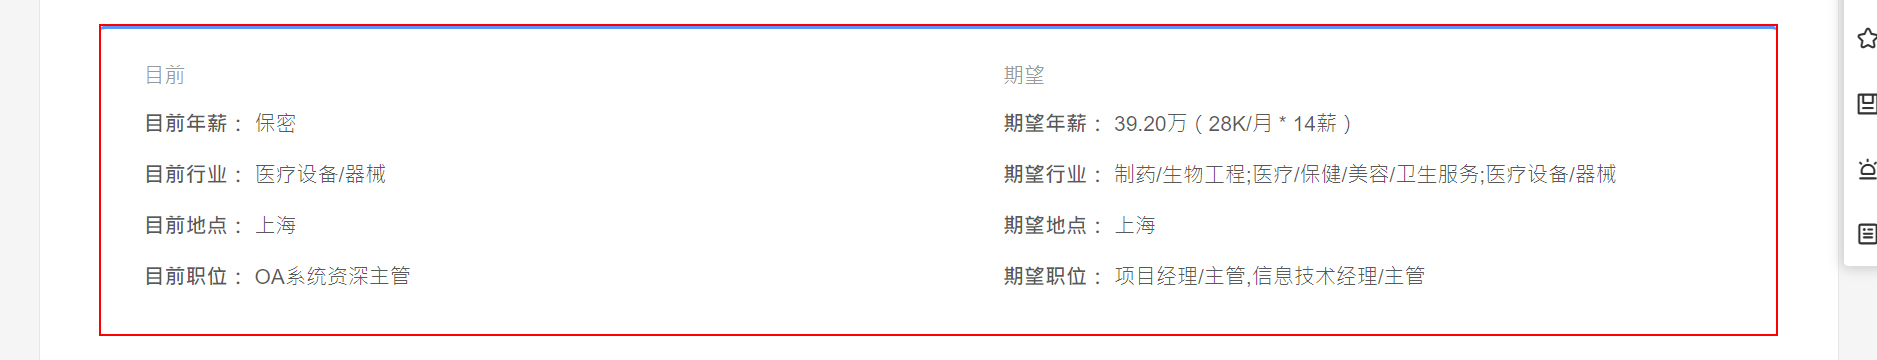 目前
目前年薪： 保密
目前行业： 医疗设备/器械
目前地点： 上海
目前职位： OA系统资深主管
期望
期望年薪： 39.20万（28K/月 * 14薪）
期望行业： 制药/生物工程;医疗/保健/美容/卫生服务;医疗设备/器械
期望地点： 上海
期望职位： 项目经理/主管,信息技术经理/主管